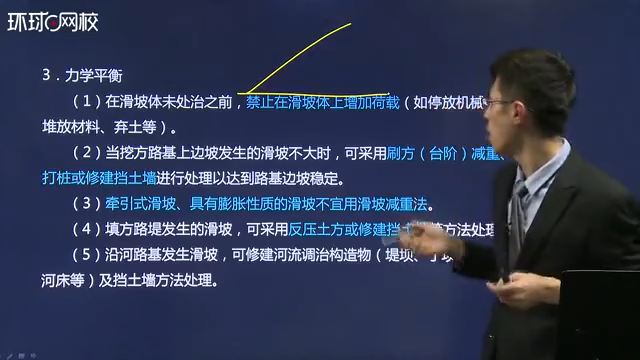 环球网校
3．力学平衡
（1）在滑坡体未处治之前，禁止在滑坡体上增加荷载（如停放机械
堆放材料、弃土等）。
（2）当挖方路基上边坡发生的滑坡不大时，可采用刷方（台阶）减重、
打桩或修建挡土墙进行处理以达到路基边坡稳定。
（3）牵引式滑坡、具有膨胀性质的滑坡不宜用滑坡减重法。
（4）填方路堤发生的滑坡，可采用反压土方或修建挡土 方法处理
（5）沿河路基发生滑坡，可修建河流调治构造物（堤坝、丁坝
河床等）及挡土墙方法处理。